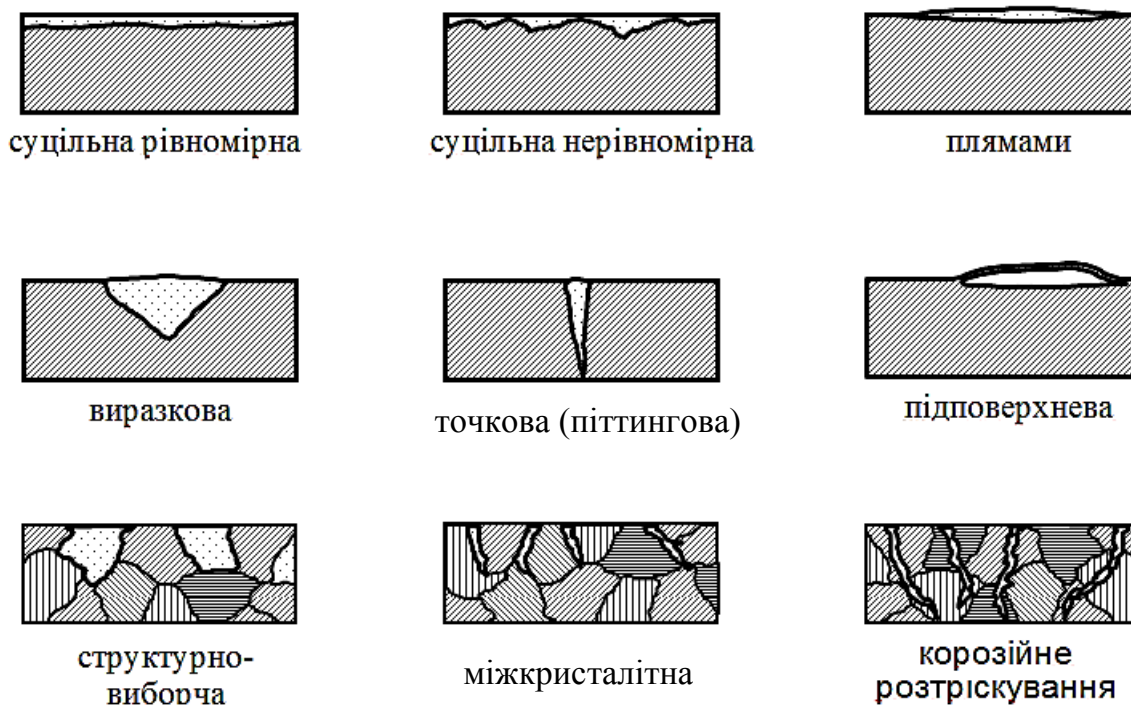 суцільна рівномірна
суцільна нерівномірна
плямами
виразкова
точкова (піттингова)
підповерхнева
структурно-
виборча
міжкристалітна
корозійне
розтріскування